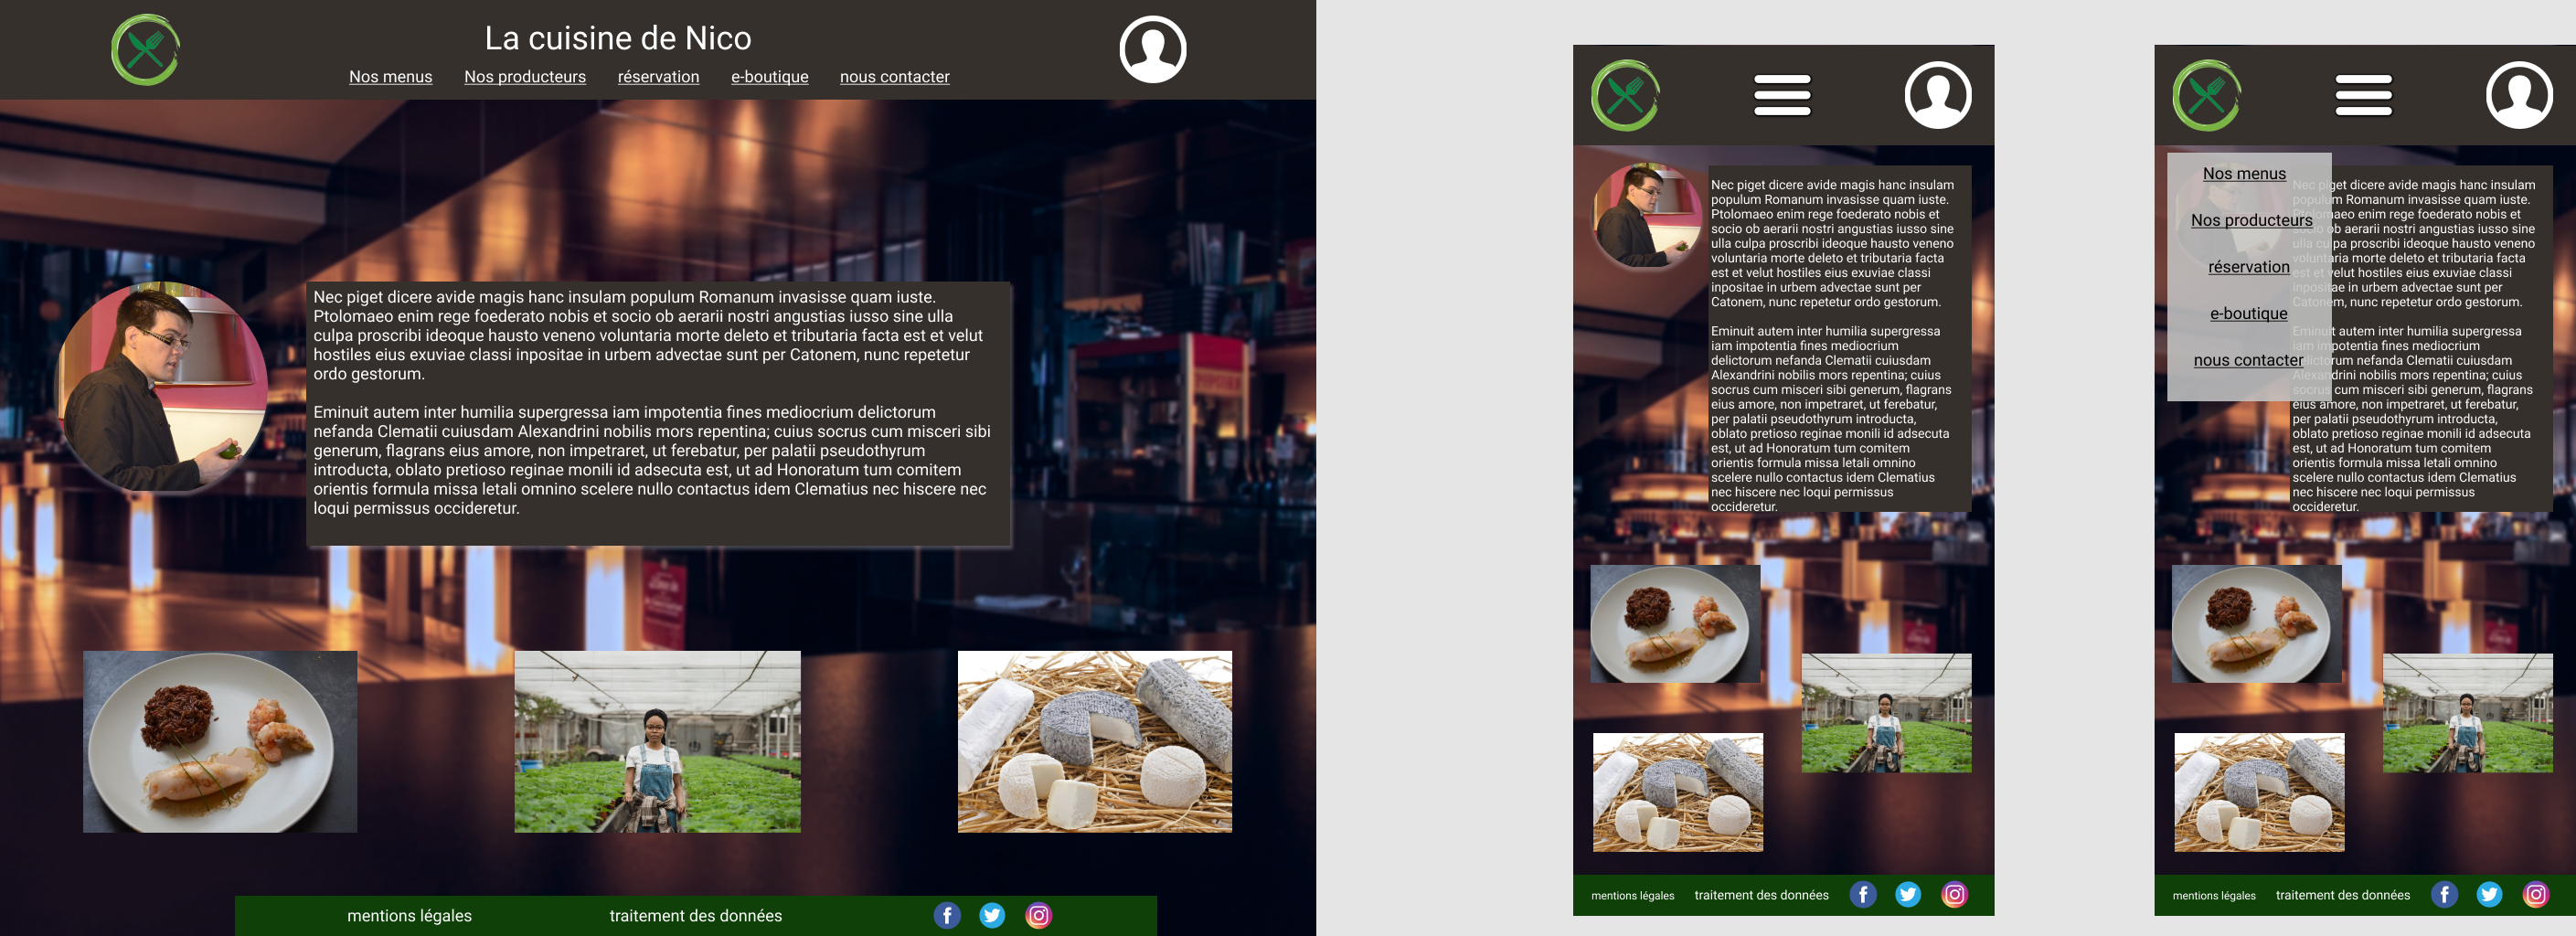 La cuisine de Nico
Nos menus Nos producteurs réservation e-boutique nous contacter
Nec piget dicere avide magis hanc insulam populum Romanum invasisse quam iuste.
Ptolomaeo enim rege foederato nobis et socio ob aerarii nostri angustias iusso sine ulla
culpa proscribi ideoque hausto veneno voluntaria morte deleto et tributaria facta est et velut
hostiles eius exuviae classi inpositae in urbem advectae sunt per Catonem, nunc repetetur
ordo gestorum.
Eminuit autem inter humilia supergressa iam impotentia fines mediocrium delictorum
nefanda Clematii cuiusdam Alexandrini nobilis mors repentina; cuius socrus cum misceri sibi
generum, flagrans eius amore, non impetraret, ut ferebatur, per palatii pseudothyrum
introducta, oblato pretioso reginae monili id adsecuta est, ut ad Honoratum tum comitem
orientis formula missa letali omnino scelere nullo contactus idem Clematius nec hiscere nec
loqui permissus occideretur.
mentions légales traitement des données
Nec piget dicere avide magis hanc insulam
populum Romanum invasisse quam iuste.
Ptolomaeo enim rege foederato nobis et
socio ob aerarii nostri angustias iusso sine
ulla culpa proscribi ideoque hausto veneno
voluntaria morte deleto et tributaria facta
est et velut hostiles eius exuviae classi
inpositae in urbem advectae sunt per
Catonem, nunc repetetur ordo gestorum.
Eminuit autem inter humilia supergressa
iam impotentia fines mediocrium
delictorum nefanda Clematii cuiusdam
Alexandrini nobilis mors repentina; cuius
socrus cum misceri sibi generum, flagrans
eius amore, non impetraret, ut ferebatur,
per palatii pseudothyrum introducta,
oblato pretioso reginae monili id adsecuta
est, ut ad Honoratum tum comitem
orientis formula missa letali omnino
scelere nullo contactus idem Clematius
nec hiscere nec loqui permissus
occideretur.
mentions légales traitement des données
Nos menus
Nos producteurs
réservation
e-boutique
nous contacter
Nec piget dicere avide magis hanc insulam
populum Romanum invasisse quam iuste.
Ptolomaeo enim rege foederato nobis et
socio ob aerarii nostri angustias iusso sine
ulla culpa proscribi ideoque hausto veneno
voluntaria morte deleto et tributaria facta
est et velut hostiles eius exuviae classi
inpositae in urbem advectae sunt per
Catonem, nunc repetetur ordo gestorum.
Eminuit autem inter humilia supergressa
iam impotentia fines mediocrium
delictorum nefanda Clematii cuiusdam
Alexandrini nobilis mors repentina; cuius
socrus cum misceri sibi generum, flagrans
eius amore, non impetraret, ut ferebatur,
per palatii pseudothyrum introducta,
oblato pretioso reginae monili id adsecuta
est, ut ad Honoratum tum comitem
orientis formula missa letali omnino
scelere nullo contactus idem Clematius
nec hiscere nec loqui permissus
occideretur.
mentions légales traitement des données